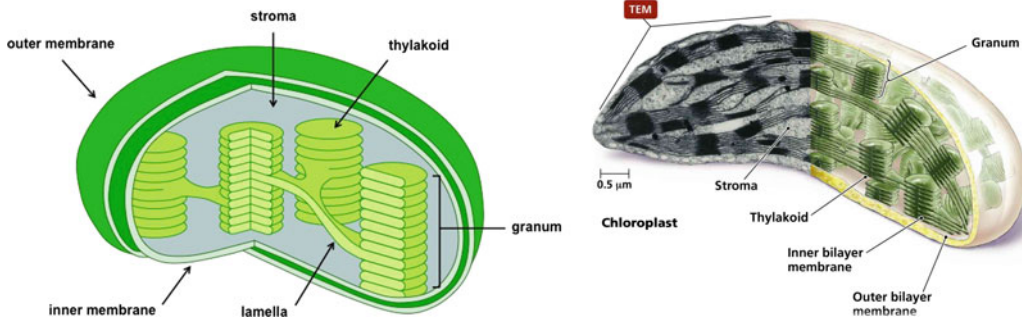 stroma
outer membrane
thylakoid
granum
inner membrane
lamella
TEM
Granum
0.5 µm
Stroma
Chloroplast
Thylakoid
Inner bilayer
membrane
Outer bilayer
membrane